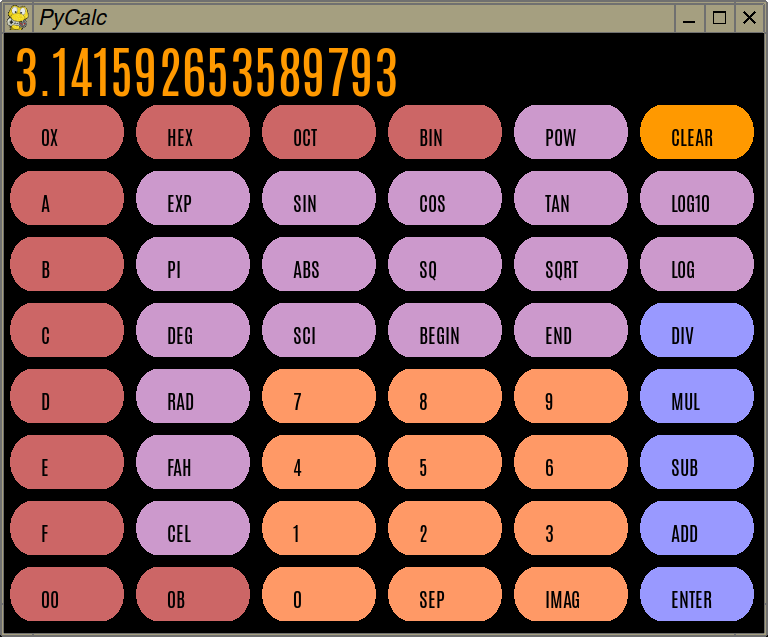 PyCalc
3.141592653589793
0X HEX OCT BIN POW CLEAR
A EXP SIN COS TAN LOG10
B PI ABS SQ SQRT LOG
C DEG SCI BEGIN END DIV
D RAD 7 8 9 MUL
E FAH 4 5 6 SUB
F CEL 1 2 3 ADD
0O 0B 0 SEP IMAG ENTER